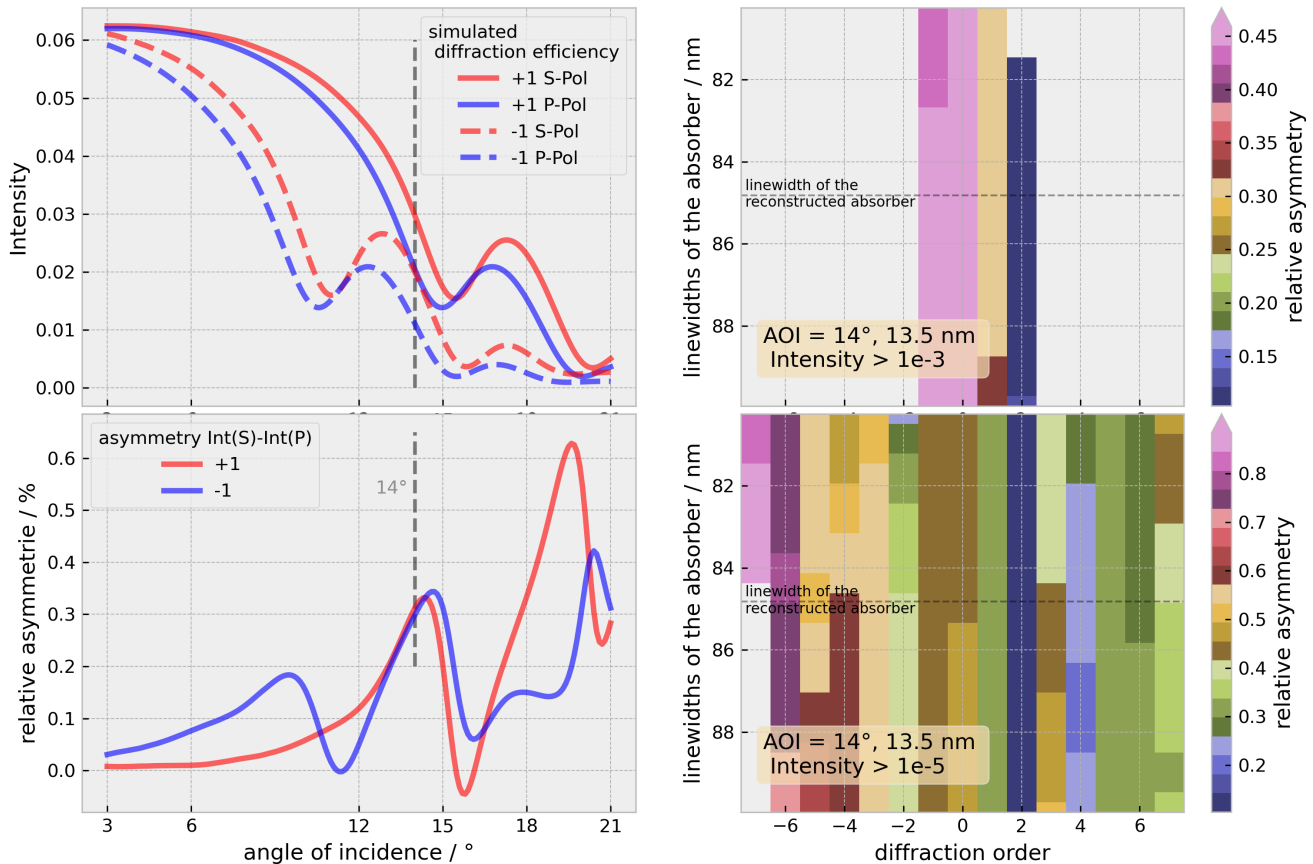 0.06
0.05
0.04
0.03
0.02
0.01
0.00
Intensity
simulated
diffraction efficiency
+1 S-Pol
+1 P-Pol
-1 S-Pol
-1 P-Pol
82
84
86
88
linewidths of the absorber / nm
linewidth of the
reconstructed absorber
AOI = 14°, 13.5 nm
Intensity > 1e-3
0.45
0.40
0.35
0.30
0.25
0.20
0.15
relative asymmetry
0.6
0.5
0.4
0.3
0.2
0.1
0.0
relative asymmetrie / %
asymmetry Int(S)-Int(P)
+1
-1
14°
3
6
12
15
18
21
angle of incidence / °
82
84
86
88
linewidths of the absorber / nm
linewidth of the
reconstructed absorber
AOI = 14°, 13.5 nm
Intensity > 1e-5
−6
−4
−2
0
2
4
6
diffraction order
0.8
0.7
0.6
0.5
0.4
0.3
0.2
relative asymmetry